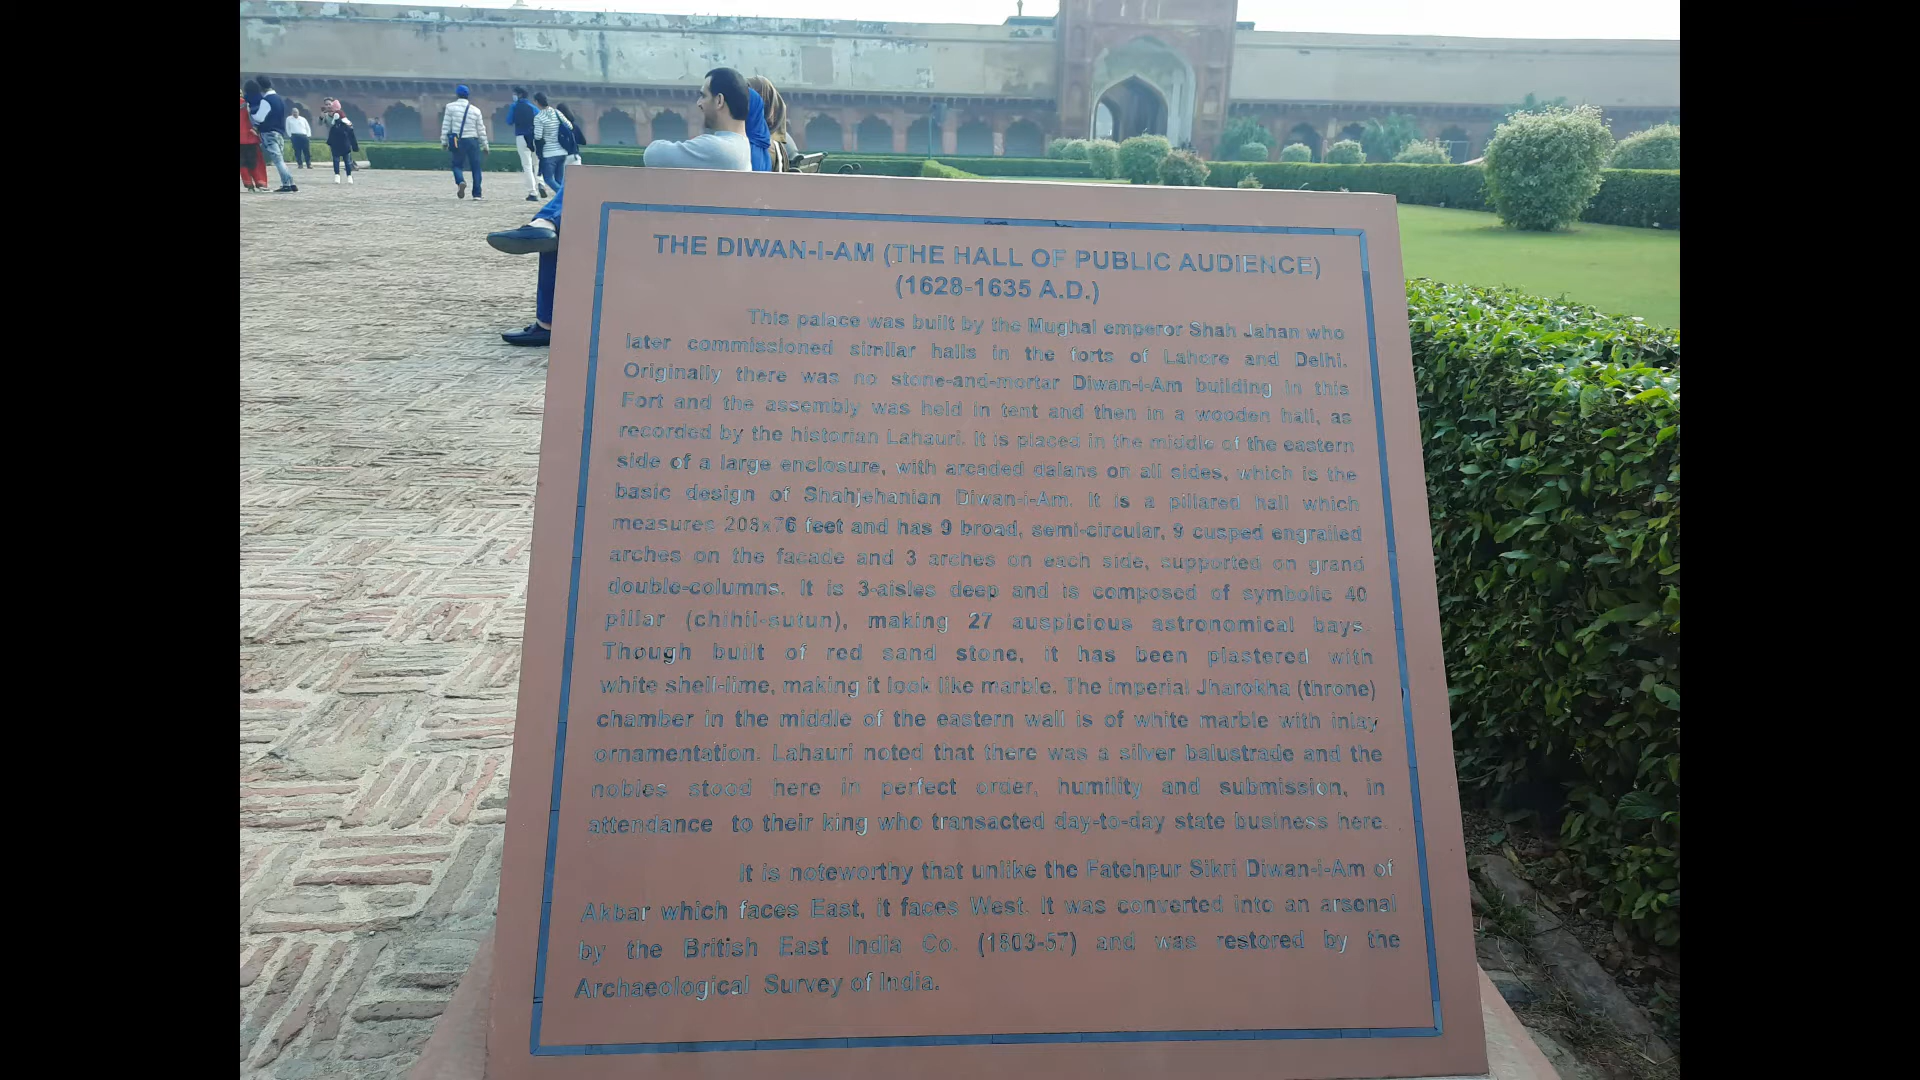 THE DIWAN-I-AM (THE HALL OF PUBLIC AUDIENCE)
(1628-1635 A.D.)
This palace was built by the Mughal emperor Shah Jahan who
later commissioned similar halls in the forts of Lahore and Delhi.
Originally there was no stone-and-mortar Diwan-i-Am building in this
Fort and the assembly was held in tent and then in a wooden hall, as
recorded by the historian Lahauri. It is placed in the middle of the eastern
side of a large enclosure, with arcaded dalans on all sides, which is the
basic design of Shahjehanian Diwan-i-Am. It is a pillared hall which
measures 208x76 feet and has 9 broad, semi-circular, 9 cusped engrailed
arches on the facade and 3 arches on each side, supported on grand
double-columns. It is 3-aisles deep and is composed of symbolic 40
pillar (chihil-sutun), making 27 auspicious astronomical bays.
Though built of red sand stone, it has been plastered with
white shell-lime, making it look like marble. The imperial Jharokha (throne)
chamber in the middle of the eastern wall is of white marble with inlay
ornamentation. Lahauri noted that there was a silver balustrade and the
nobles stood here in perfect order, humility and submission, in
attendance to their king who transacted day-to-day state business here.
It is noteworthy that unlike the Fatehpur Sikri Diwan-i-Am of
Akbar which faces East, it faces West. It was converted into an arsenal
by the British East India Co. (1803-57) and was restored by the
Archaeological Survey of India.